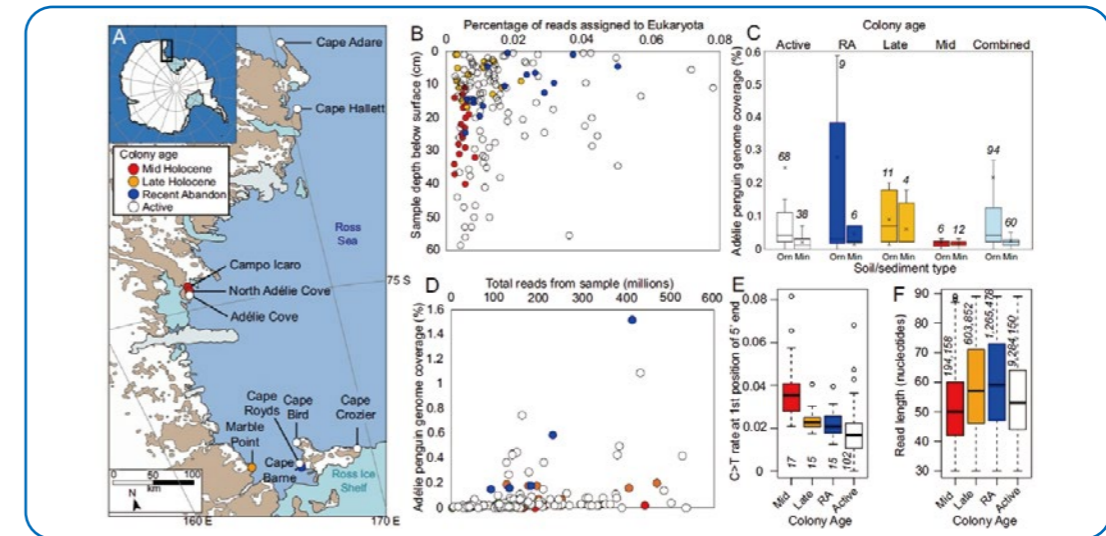 A
Cape Adare
Cape Hallett
Colony age
Mid Holocene
Late Holocene
Recent Abandon
Active
Ross
Sea
Campo Icaro
75 S
North Adélie Cove
Adélie Cove
Cape
Royds
Cape
Bird
Cape
Crozier
Marble
Point
Cape
Barne
Ross Ice
Shelf
0 50 100
km
N
160 E
170 E
B
Percentage of reads assigned to Eukaryota
0 0.02 0.04 0.06 0.08
Sample depth below surface (cm)
0
10
20
30
40
50
60
C
Colony age
Active RA Late Mid Combined
Adélie penguin genome coverage (%)
0.6
0.5
0.4
0.3
0.2
0.1
0
68
38
9
6
11
4
6
12
94
60
Orn Min Orn Min Orn Min Orn Min Orn Min
Soil/sediment type
D
Total reads from sample (millions)
0 100 200 300 400 500 600
Adélie penguin genome coverage (%)
1.6
1.4
1.2
1
0.8
0.6
0.4
0.2
0
E
C>T rate at 1st position of 5' end
0.08
0.06
0.04
0.02
0
17
15
15
102
Mid Late RA Active
Colony Age
F
Read length (nucleotides)
90
80
70
60
50
40
30
194,158
603,852
1,265,478
9,284,150
Mid Late RA Active
Colony Age